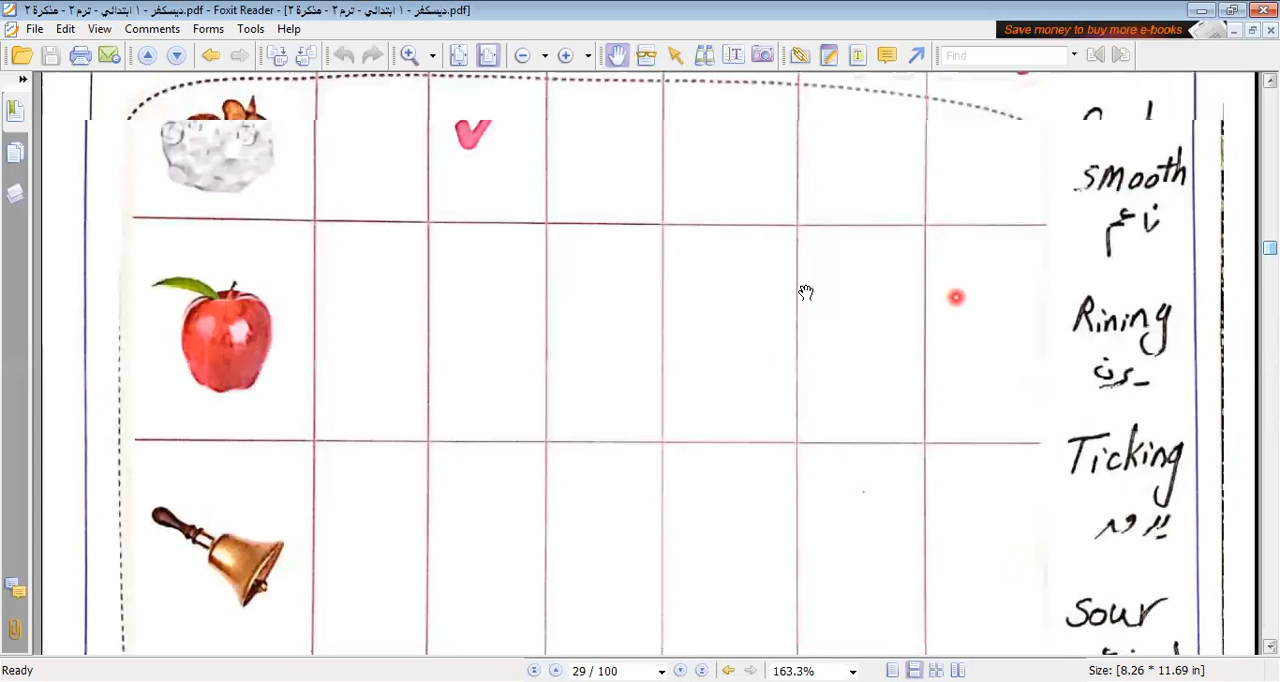 ديسكفر - ١ ابتدائي - ترم ٢ - مذكرة ٢.pdf - Foxit Reader - [ديسكفر - ١ ابتدائي - ترم ٢ - مذكرة ٢.pdf]
File Edit View Comments Forms Tools Help
Save money to buy more e-books
Find
smooth
ناعم
Rining
يرن
Ticking
Sour
Ready
29 / 100
163.3%
Size: [8.26 * 11.69 in]